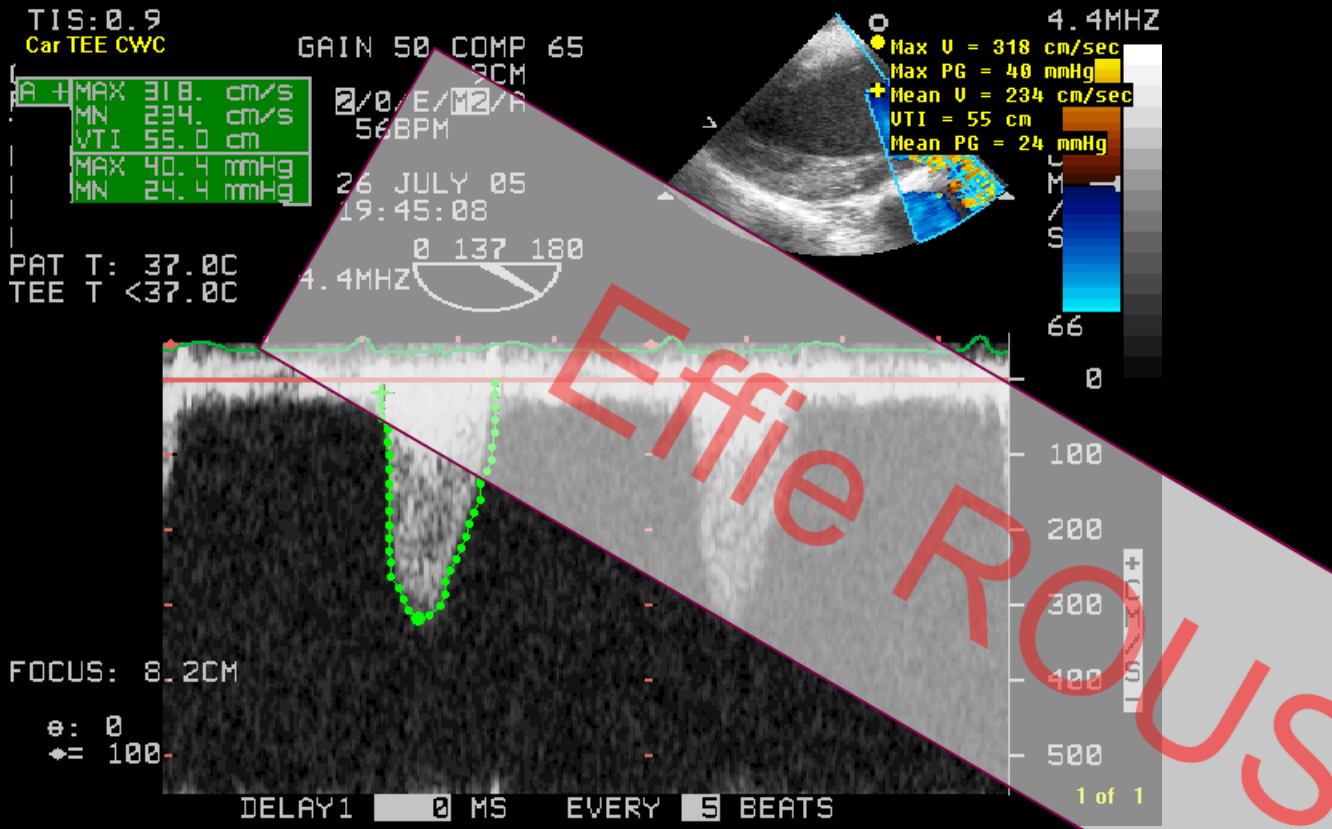 TIS:0.9
Car TEE CWC
A + MAX 318. cm/s
MN 234. cm/s
VTI 55.0 cm
MAX 40.4 mmHg
MN 24.4 mmHg
GAIN 50 COMP 65
9CM
2/0/E/M2/A
56BPM
26 JULY 05
19:45:08
0 137 180
4.4MHZ
PAT T: 37.0C
TEE T <37.0C
4.4MHZ
Max V = 318 cm/sec
Max PG = 40 mmHg
Mean V = 234 cm/sec
VTI = 55 cm
Mean PG = 24 mmHg
66
0
100
200
300
400
500
FOCUS: 8.2CM
θ: 0
= 100
DELAY1 0 MS EVERY 5 BEATS
1 of 1
Effie ROUS